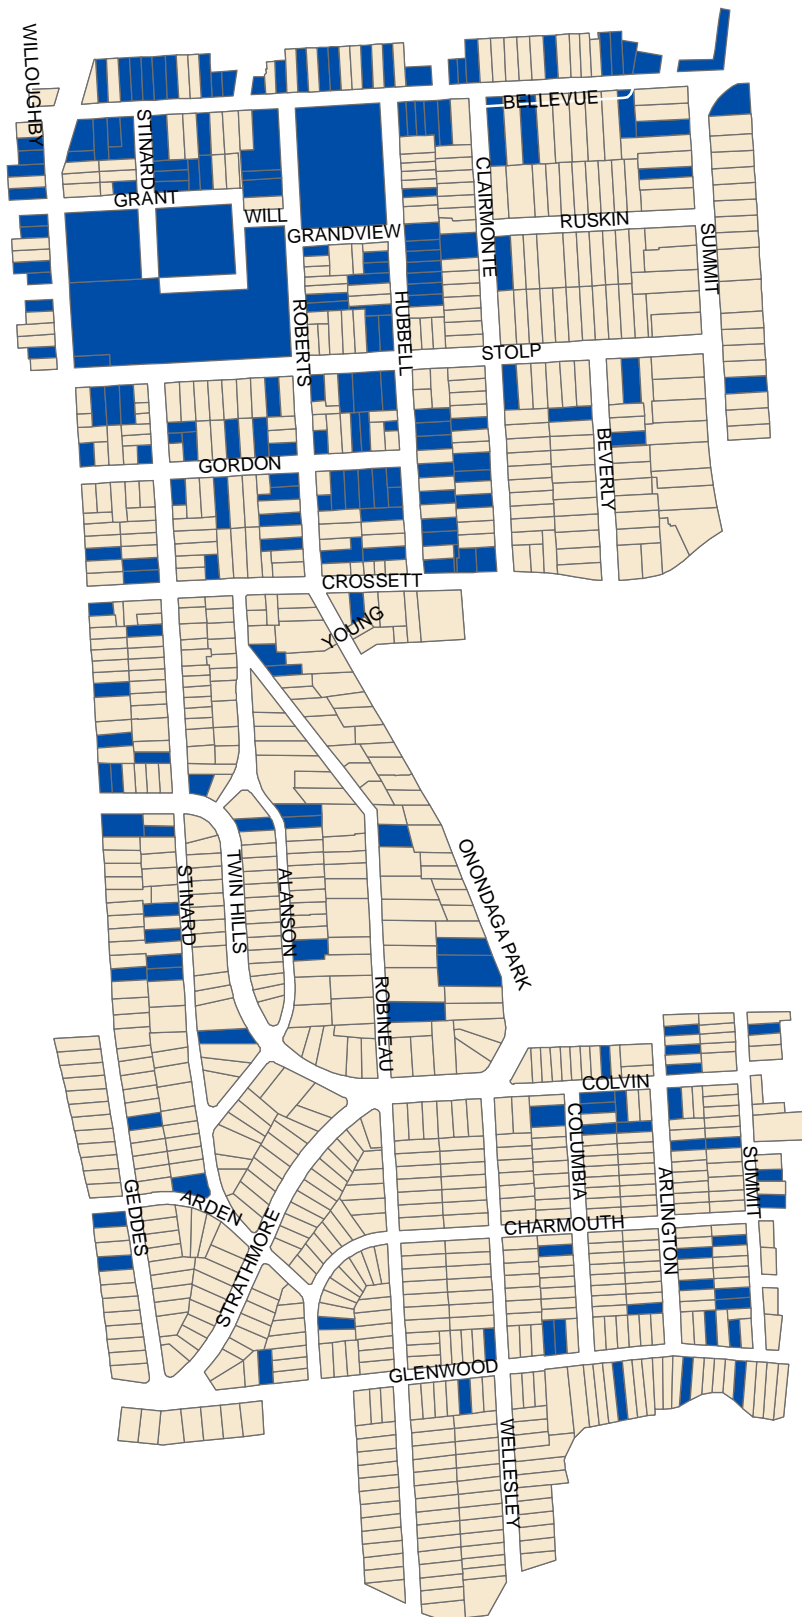 WILLOUGHBY
BELLEVUE
STINARD
CLAIRMONTE
GRANT
WILL
RUSKIN
GRANDVIEW
SUMMIT
ROBERTS
HUBBELL
STOLP
BEVERLY
GORDON
CROSSETT
YOUNG
ONONDAGA PARK
STINARD
TWIN HILLS
ALANSON
ROBINEAU
COLVIN
COLUMBIA
ARLINGTON
SUMMIT
GEDDES
ARDEN
STRATHMORE
CHARMOUTH
GLENWOOD
WELLESLEY